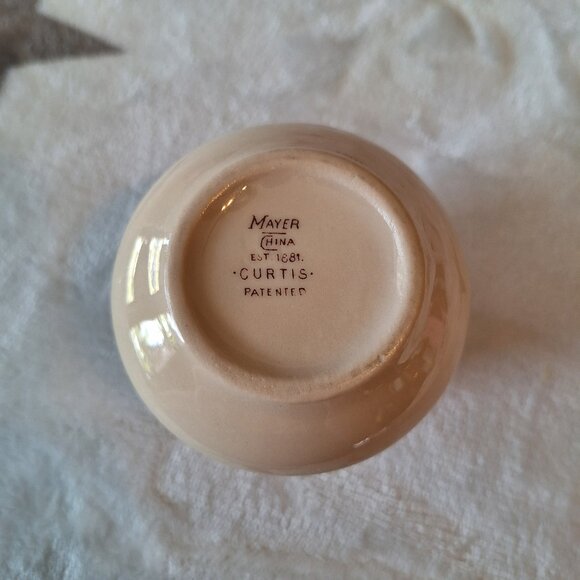 MAYER
CHINA
EST. 1881.
·CURTIS·
PATENTED